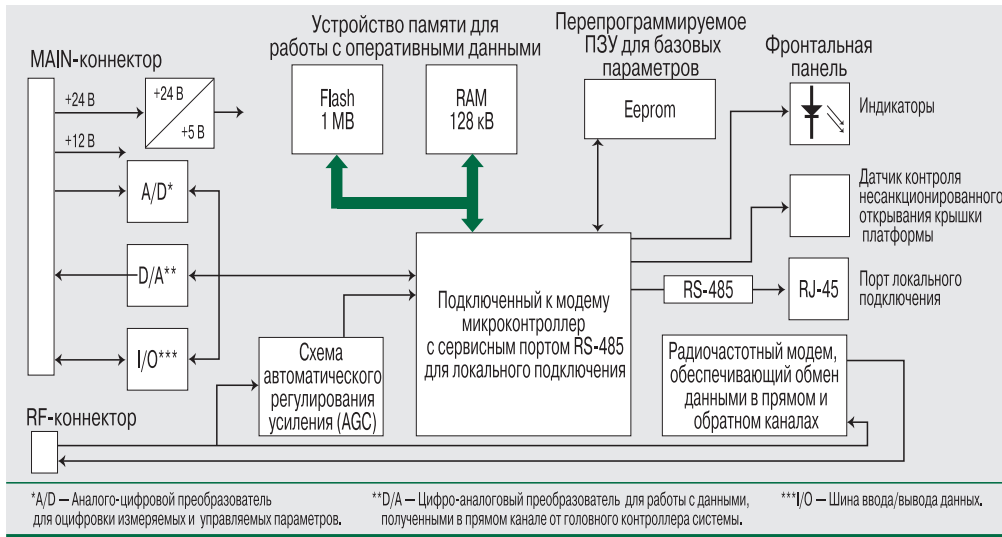 Устройство памяти для
работы с оперативными данными
Перепрограммируемое
ПЗУ для базовых
параметров
Фронтальная
панель
MAIN-коннектор
+24 В
+24 В
+5 В
+12 В
Flash
1 MB
RAM
128 кВ
Eeprom
Индикаторы
A/D*
Датчик контроля
несанкционированного
открывания крышки
платформы
D/A**
Подключенный к модему
микроконтроллер
с сервисным портом RS-485
для локального подключения
RS-485
RJ-45
Порт локального
подключения
I/O***
Схема
автоматического
регулирования
усиления (AGC)
Радиочастотный модем,
обеспечивающий обмен
данными в прямом и
обратном каналах
RF-коннектор
*A/D — Аналого-цифровой преобразователь
для оцифровки измеряемых и управляемых параметров.
**D/A — Цифро-аналоговый преобразователь для работы с данными,
полученными в прямом канале от головного контроллера системы.
***I/O — Шина ввода/вывода данных.